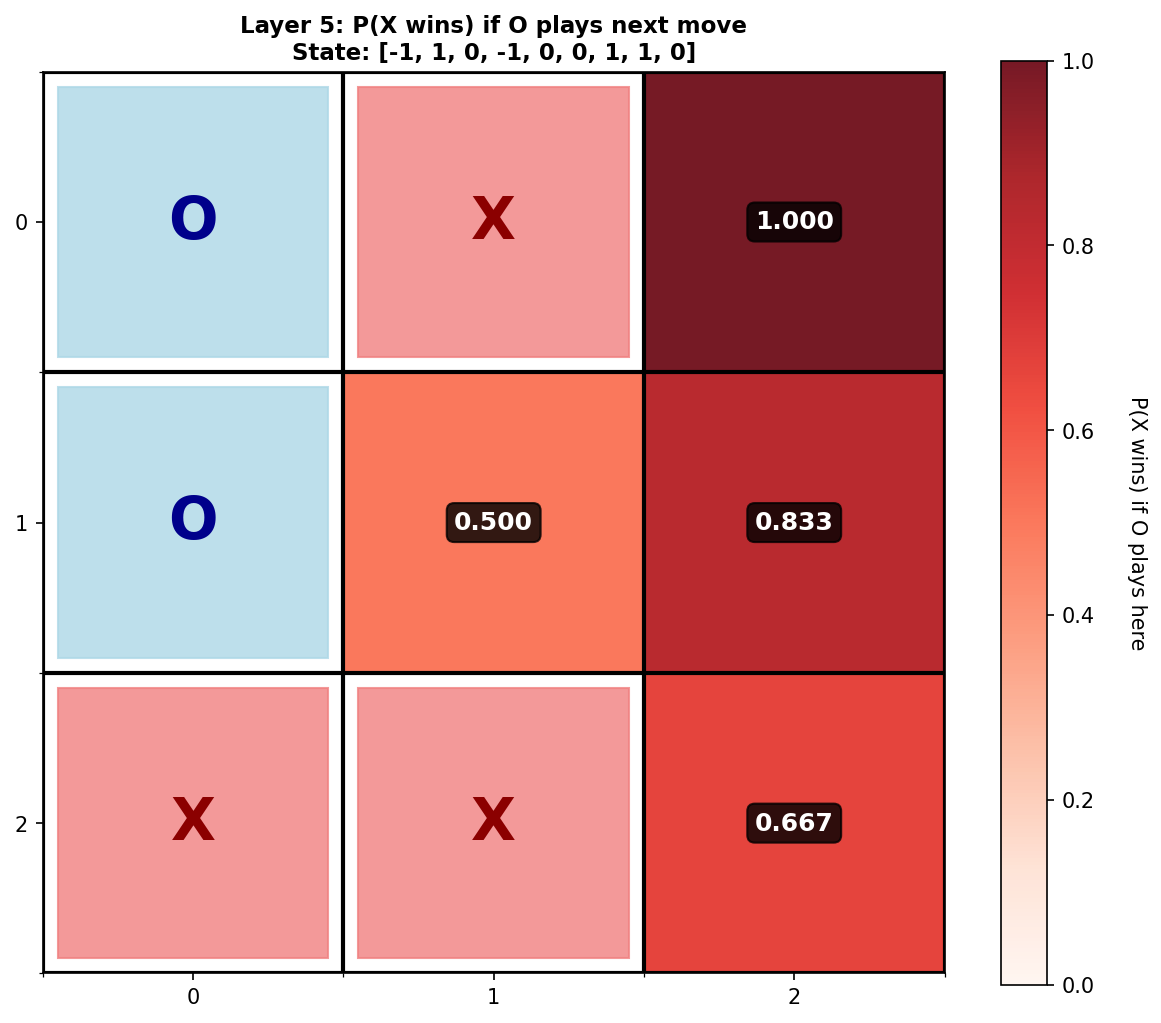 Layer 5: P(X wins) if O plays next move
State: [-1, 1, 0, -1, 0, 0, 1, 1, 0]
0
O
X
1.000
1
O
0.500
0.833
2
X
X
0.667
0
1
2
1.0
0.8
0.6
0.4
0.2
0.0
P(X wins) if O plays here